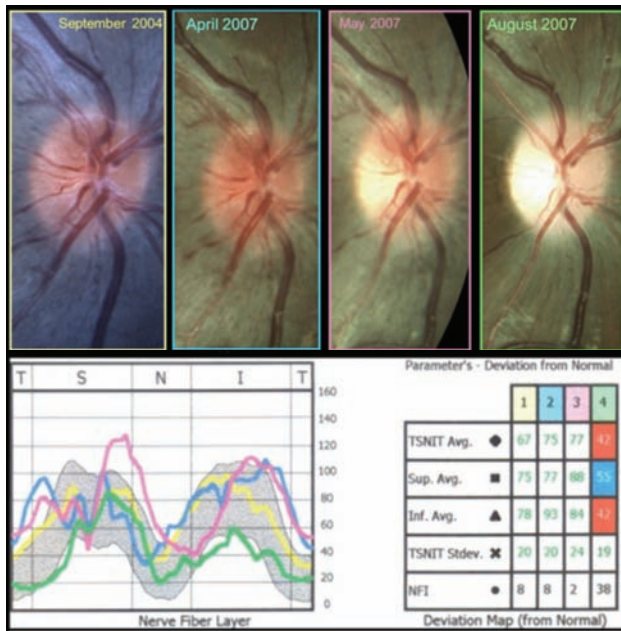 September 2004 April 2007 May 2007 August 2007
Parameter's - Deviation from Normal
T S N I T
160
140
120
100
80
60
40
20
0
Nerve Fiber Layer
1 2 3 4
TSNIT Avg. 67 75 77 42
Sup. Avg. 75 77 88 55
Inf. Avg. 78 93 84 42
TSNIT Stdev. 20 20 24 19
NFI 8 8 2 38
Deviation Map (from Normal)